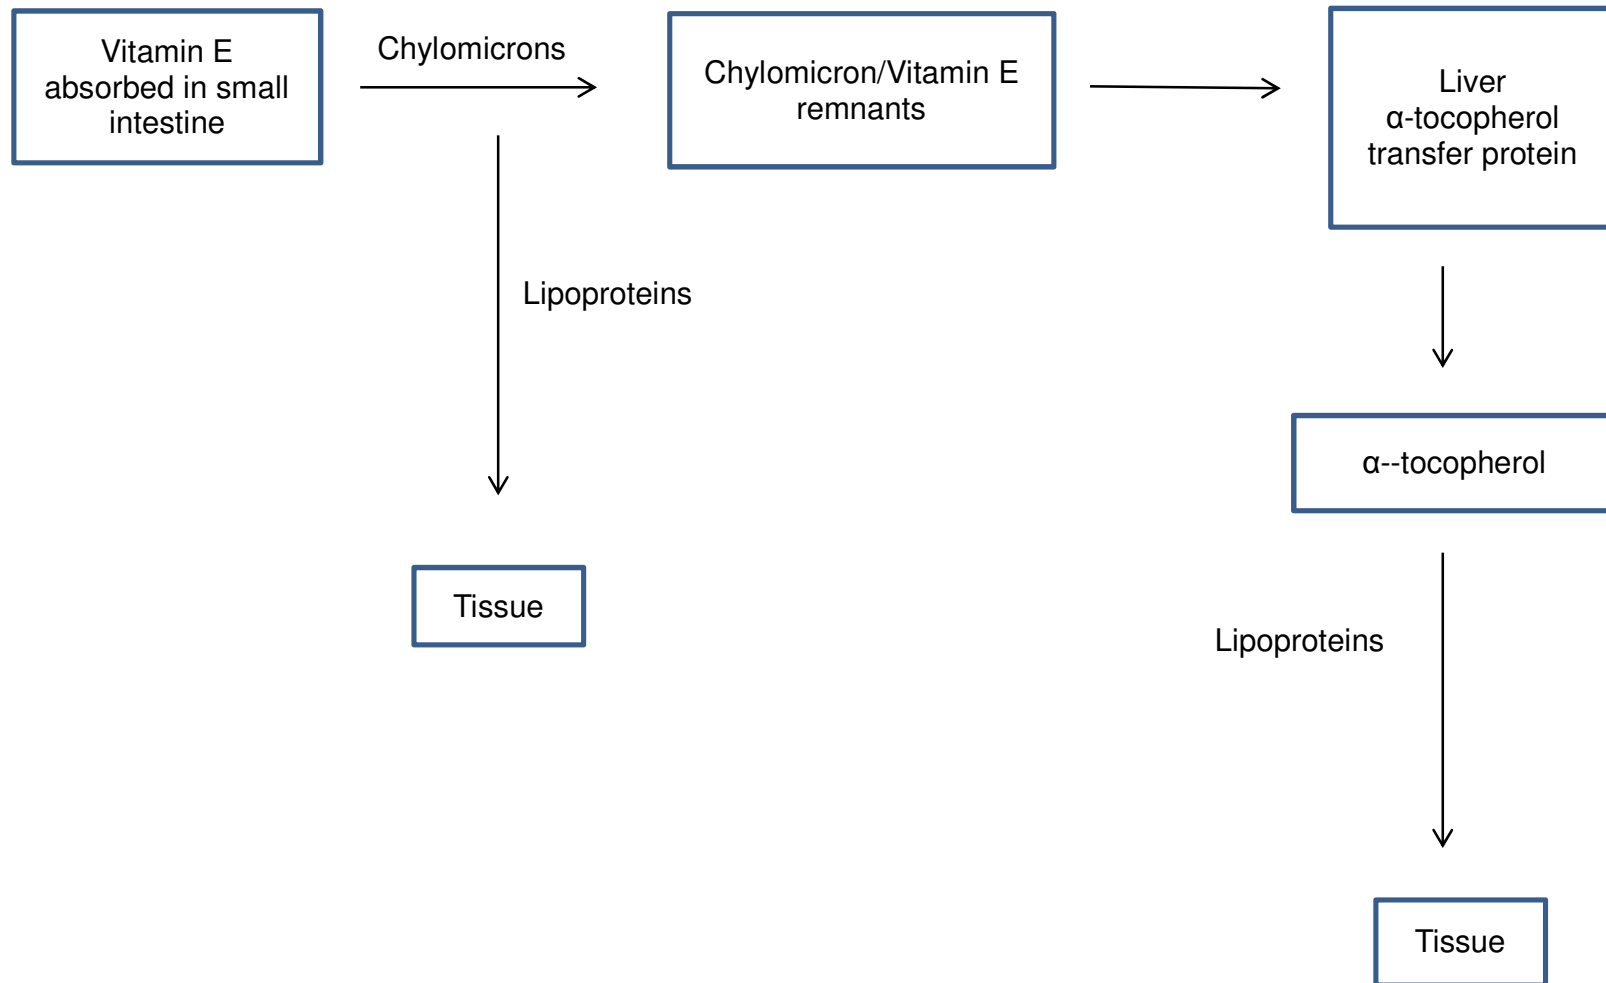 Vitamin E
absorbed in small
intestine
Chylomicrons
Chylomicron/Vitamin E
remnants
Liver
α-tocopherol
transfer protein
Lipoproteins
α--tocopherol
Tissue
Lipoproteins
Tissue